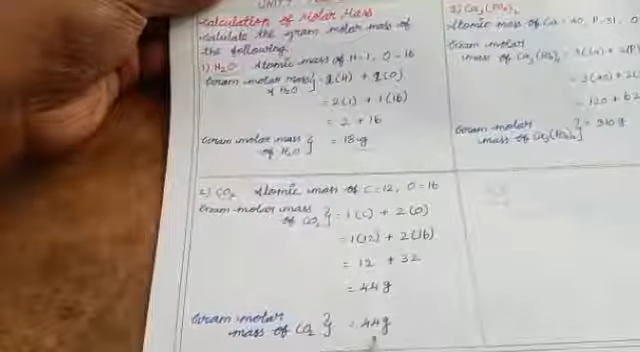 UNIT-
Calculation of Molar Mass
Calculate the gram molar mass of
the following.
1) H₂O Atomic mass of H-1, O-16
Gram molar mass of H₂O } = 2(H) + 1(O)
= 2(1) + 1(16)
= 2 + 16
Gram molar mass of H₂O } = 18 g
2) CO₂ Atomic mass of C=12, O=16
Gram molar mass of CO₂ } = 1(C) + 2(O)
= 1(12) + 2(16)
= 12 + 32
= 44 g
Gram molar mass of CO₂ } = 44g
3) Ca₃(PO₄)₂
Atomic mass of Ca = 40, P-31, O
Gram molar mass of Ca₃(PO₄)₂ = 3(Ca) + 2(P)
= 3(40) + 2(
= 120 + 62
Gram molar mass of Ca₃(PO₄)₂ } = 310g